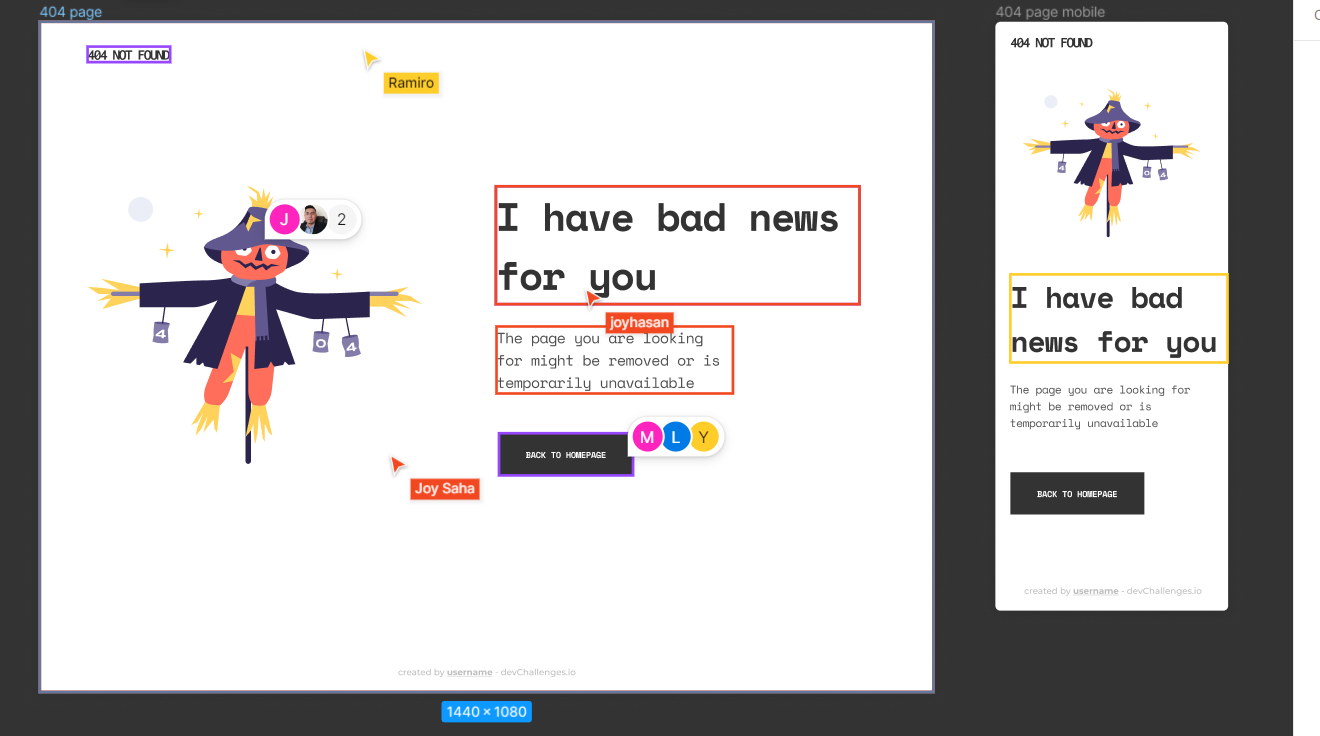 404 page
404 NOT FOUND
Ramiro
J
2
4
0
4
I have bad news
for you
joyhasan
The page you are looking
for might be removed or is
temporarily unavailable
M L Y
BACK TO HOMEPAGE
Joy Saha
created by username - devChallenges.io
1440 × 1080
404 page mobile
404 NOT FOUND
4
0
4
I have bad
news for you
The page you are looking for
might be removed or is
temporarily unavailable
BACK TO HOMEPAGE
created by username - devChallenges.io